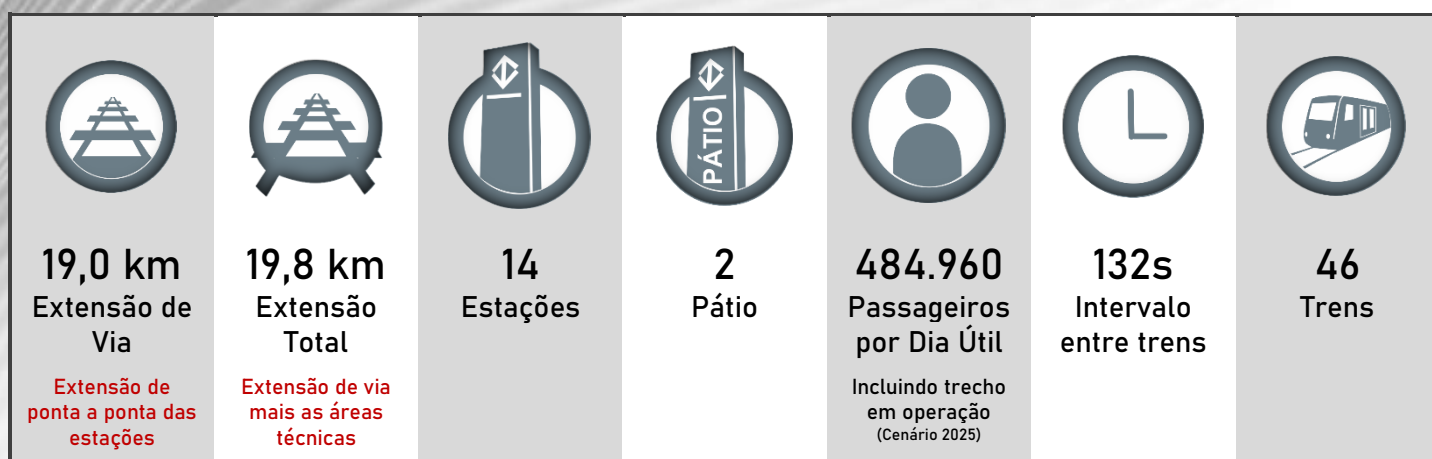 PÁTIO
19,0 km
Extensão de
Via
Extensão de
ponta a ponta das
estações
19,8 km
Extensão
Total
Extensão de via
mais as áreas
técnicas
14
Estações
2
Pátio
484.960
Passageiros
por Dia Útil
Incluindo trecho
em operação
(Cenário 2025)
132s
Intervalo
entre trens
46
Trens